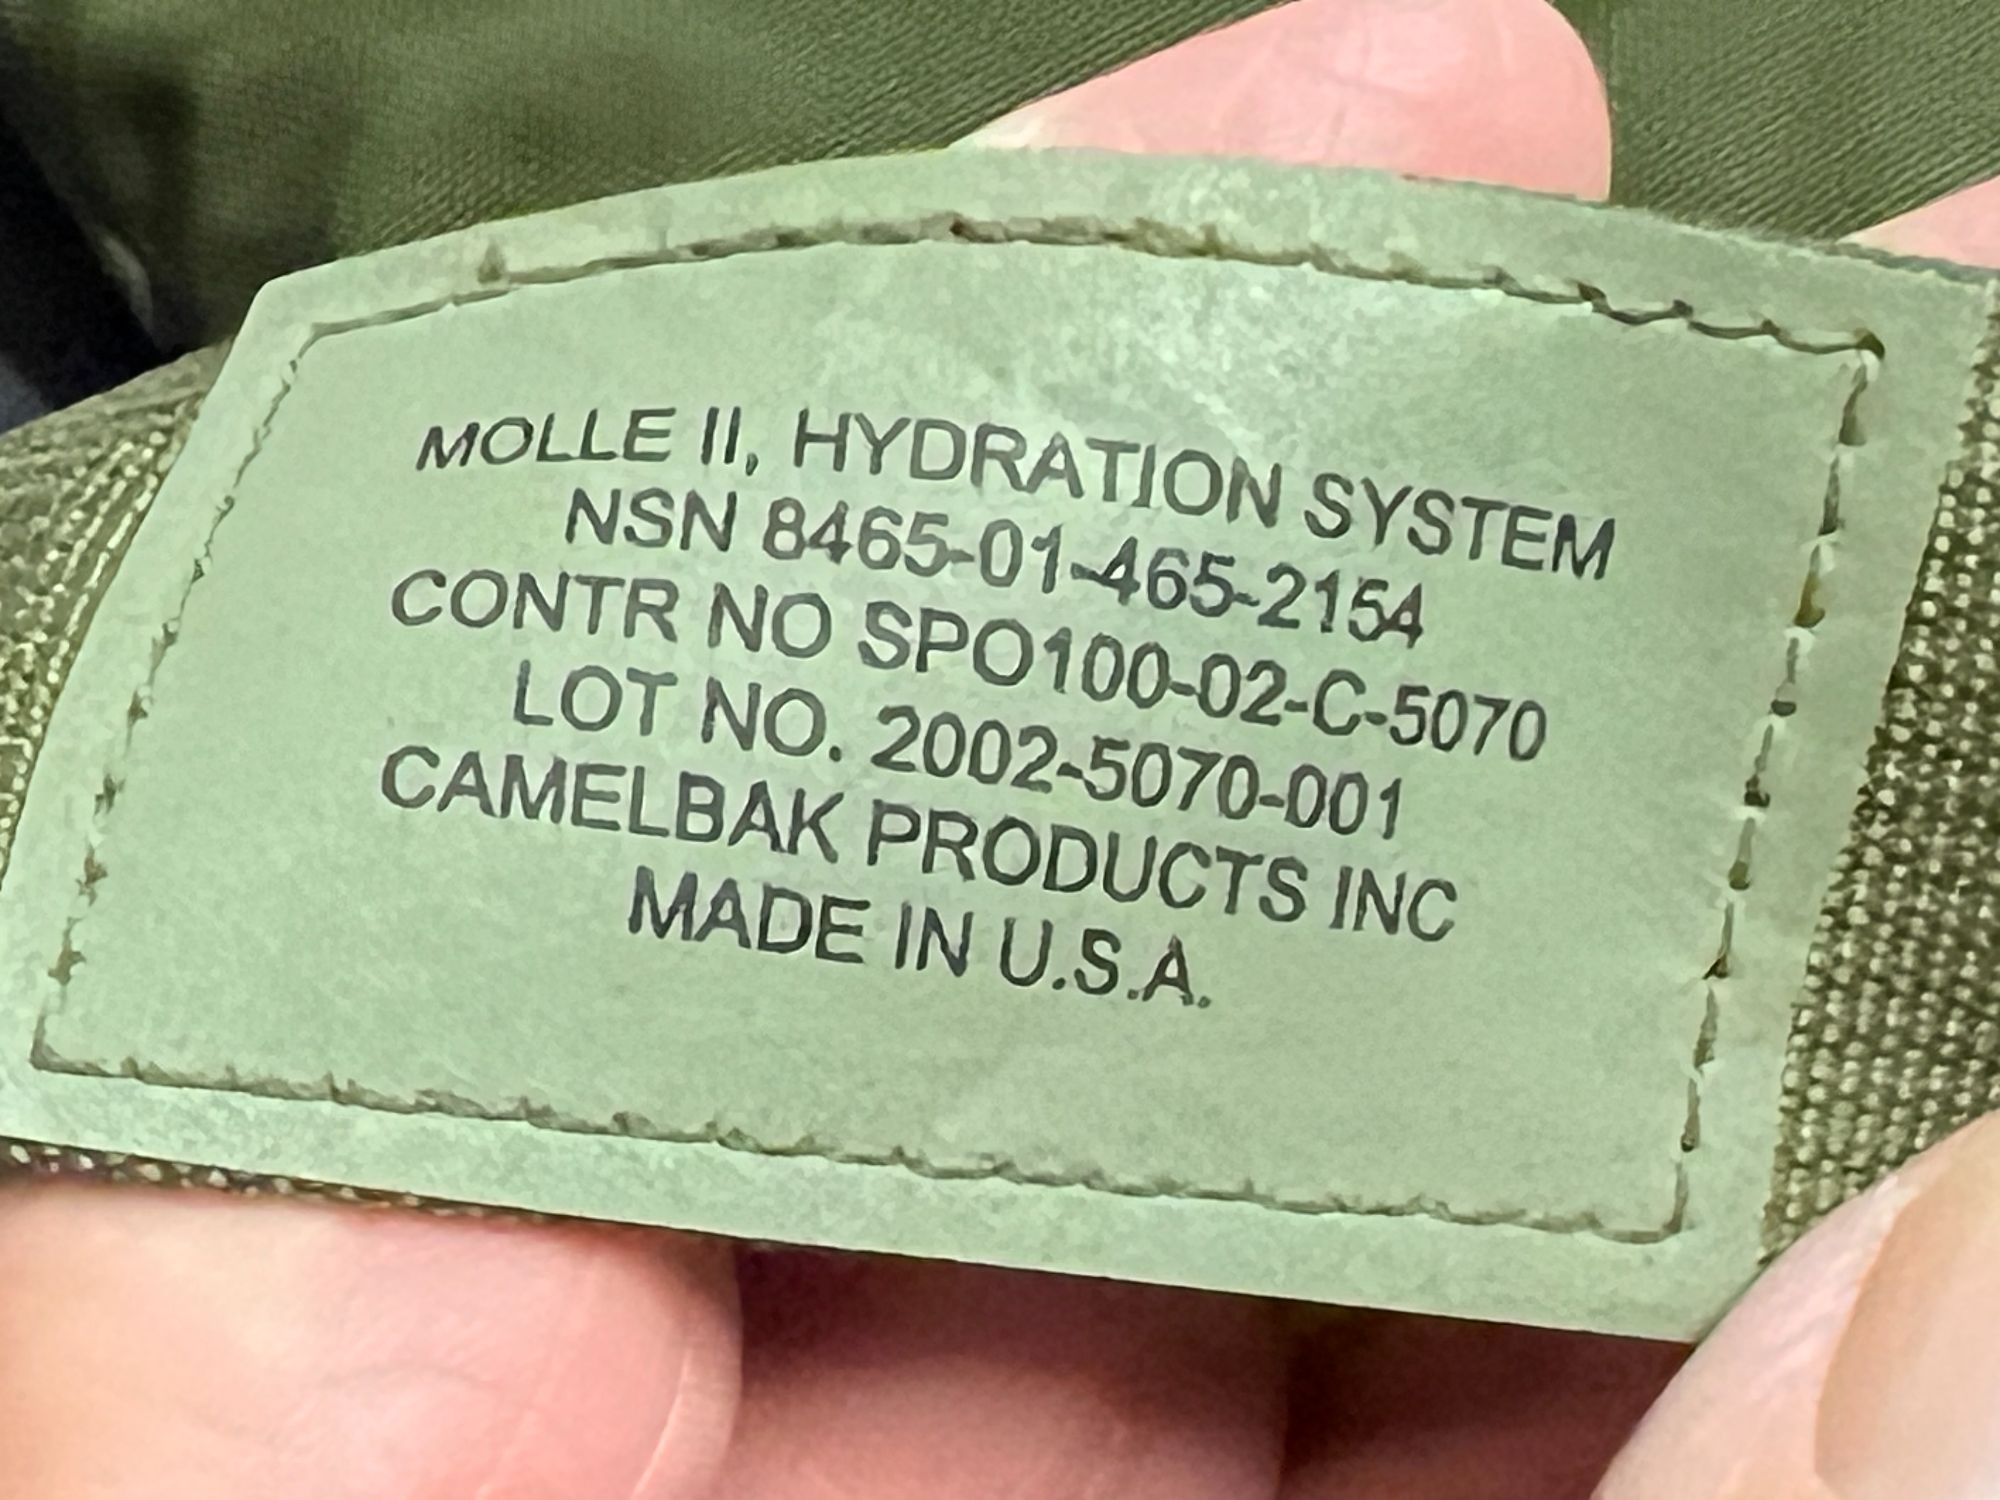 MOLLE II, HYDRATION SYSTEM
NSN 8465-01-465-2154
CONTR NO SPO100-02-C-5070
LOT NO. 2002-5070-001
CAMELBAK PRODUCTS INC
MADE IN U.S.A.